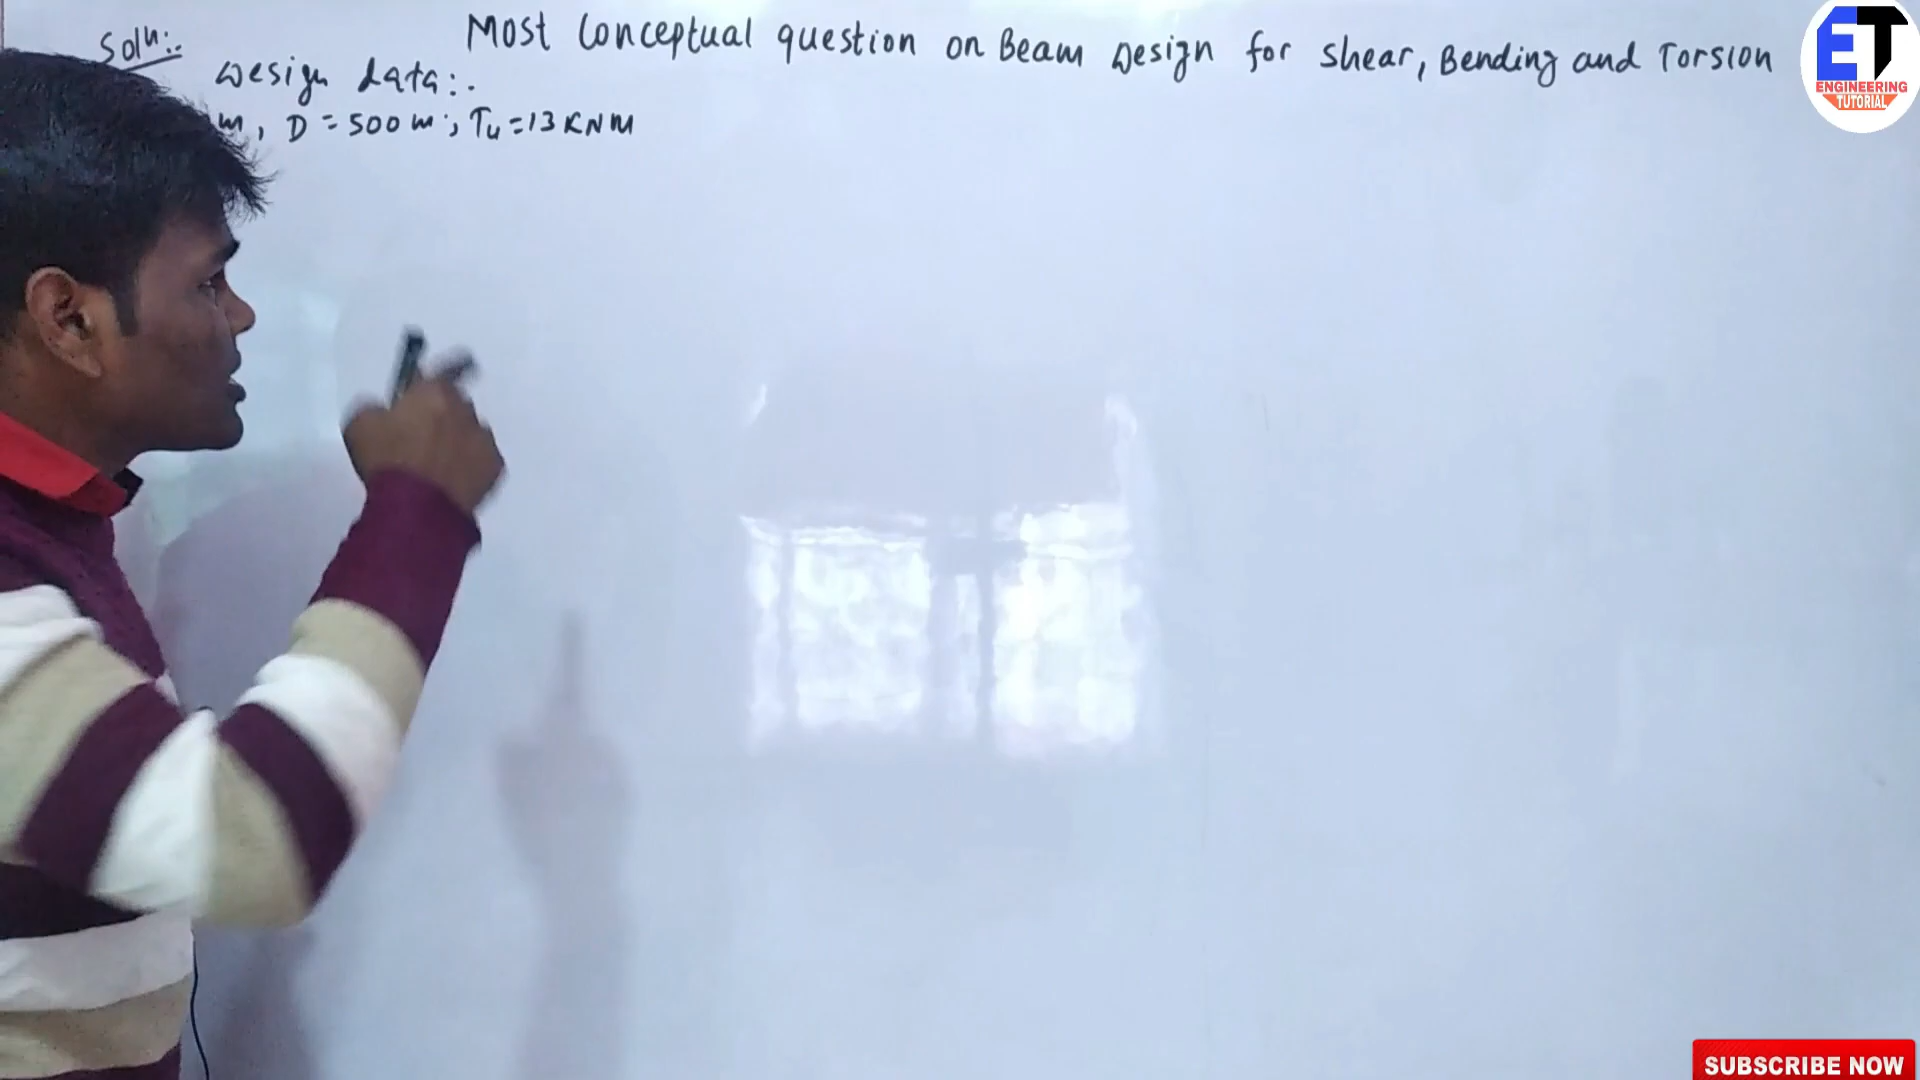 Most Conceptual question on Beam Design for Shear, Bending and Torsion
Soln:.
Design data:.
m, D = 500 m ; Tu = 13 KNM
ET
ENGINEERING
TUTORIAL
SUBSCRIBE NOW